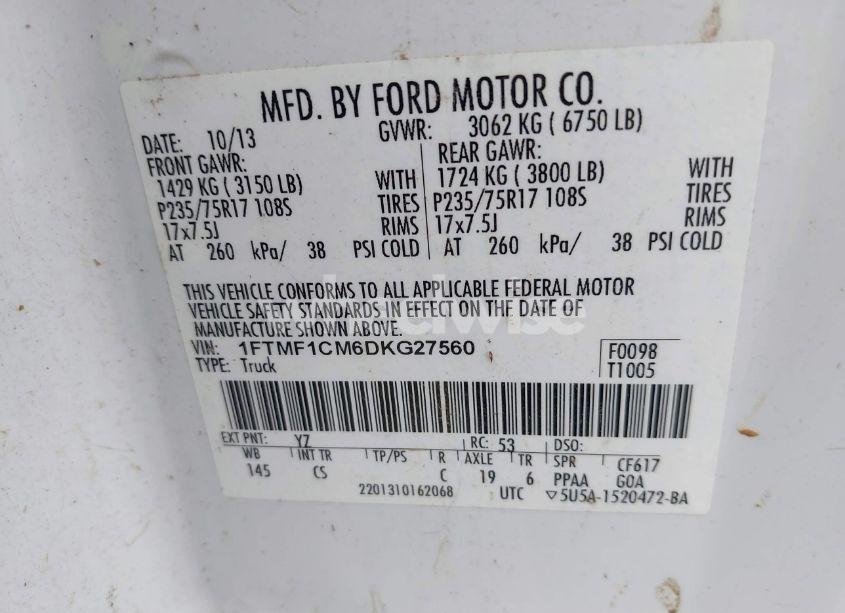 MFD. BY FORD MOTOR CO.
DATE: 10/13 GVWR: 3062 KG ( 6750 LB)
FRONT GAWR: REAR GAWR:
1429 KG ( 3150 LB) WITH 1724 KG ( 3800 LB) WITH
P235/75R17 108S TIRES P235/75R17 108S TIRES
17x7.5J RIMS 17x7.5J RIMS
AT 260 kPa/ 38 PSI COLD AT 260 kPa/ 38 PSI COLD
THIS VEHICLE CONFORMS TO ALL APPLICABLE FEDERAL MOTOR
VEHICLE SAFETY STANDARDS IN EFFECT ON THE DATE OF
MANUFACTURE SHOWN ABOVE.
VIN: 1FTMF1CM6DKG27560 F0098
TYPE: Truck T1005
EXT PNT: YZ RC: 53 DSO:
WB INT TR TP/PS R AXLE TR SPR CF617
145 CS C 19 6 PPAA GOA
2201310162068 UTC ▽5U5A-1520472-BA